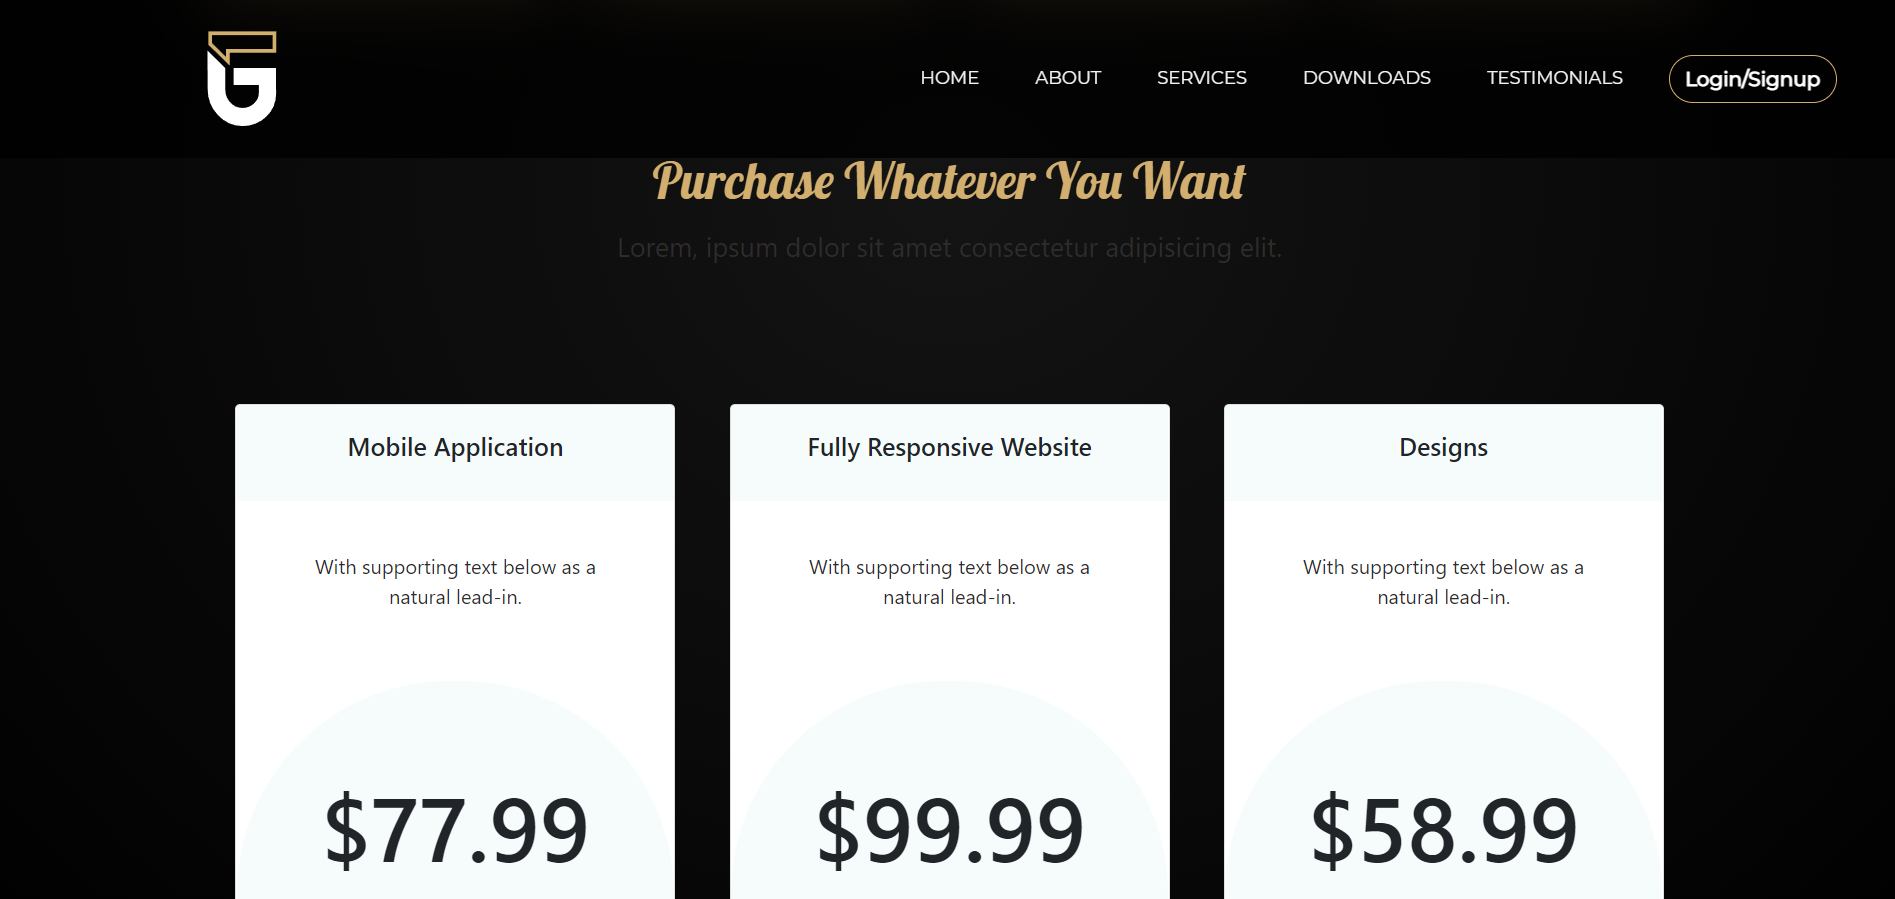 HOME ABOUT SERVICES DOWNLOADS TESTIMONIALS Login/Signup
Purchase Whatever You Want
Lorem, ipsum dolor sit amet consectetur adipisicing elit.
Mobile Application
With supporting text below as a
natural lead-in.
$77.99
Fully Responsive Website
With supporting text below as a
natural lead-in.
$99.99
Designs
With supporting text below as a
natural lead-in.
$58.99